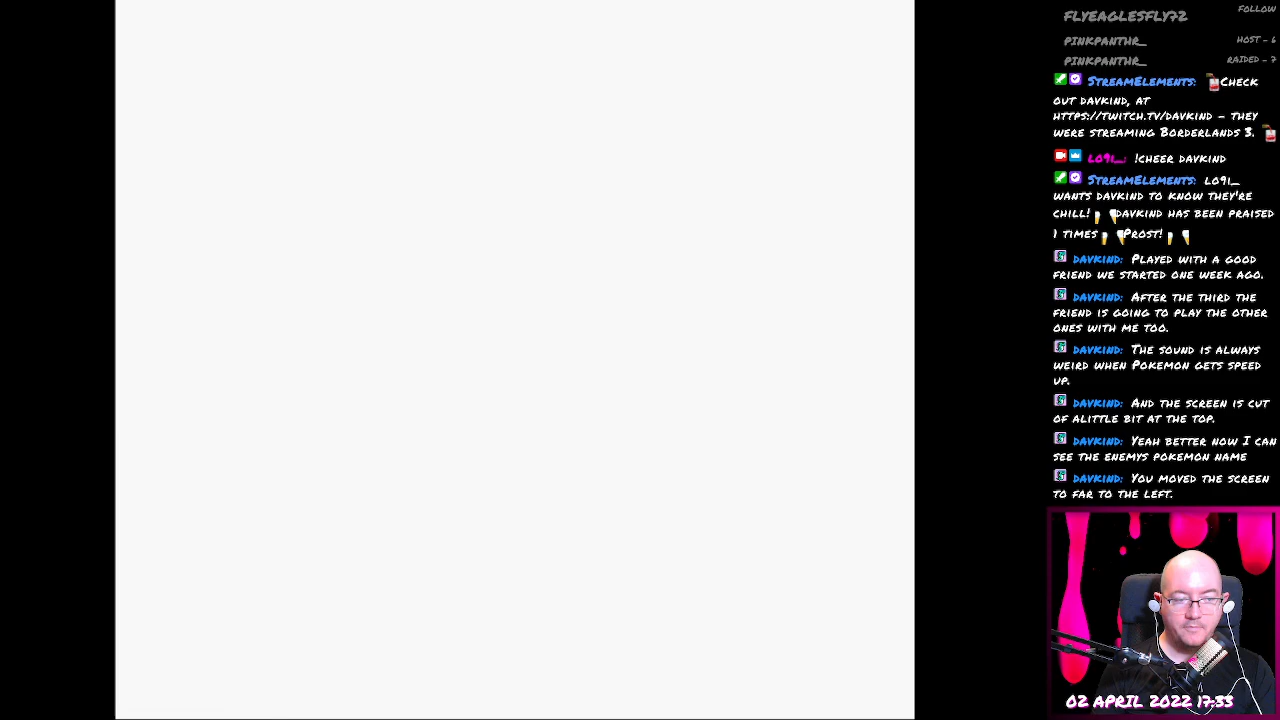 FLYEAGLESFLY72 FOLLOW
PINKPANTHR_ HOST - 6
PINKPANTHR_ RAIDED - 7
StreamElements: Check
out davkind, at
https://twitch.tv/davkind - they
were streaming Borderlands 3.
LO9I_: !cheer davkind
StreamElements: LO9I_
wants davkind to know they're
chill! davkind has been praised
1 times Prost!
davkind: Played with a good
friend we started one week ago.
davkind: After the third the
friend is going to play the other
ones with me too.
davkind: The sound is always
weird when Pokemon gets speed
up.
davkind: And the screen is cut
of alittle bit at the top.
davkind: Yeah better now I can
see the enemys pokemon name
davkind: You moved the screen
to far to the left.
02 APRIL 2022 17:33